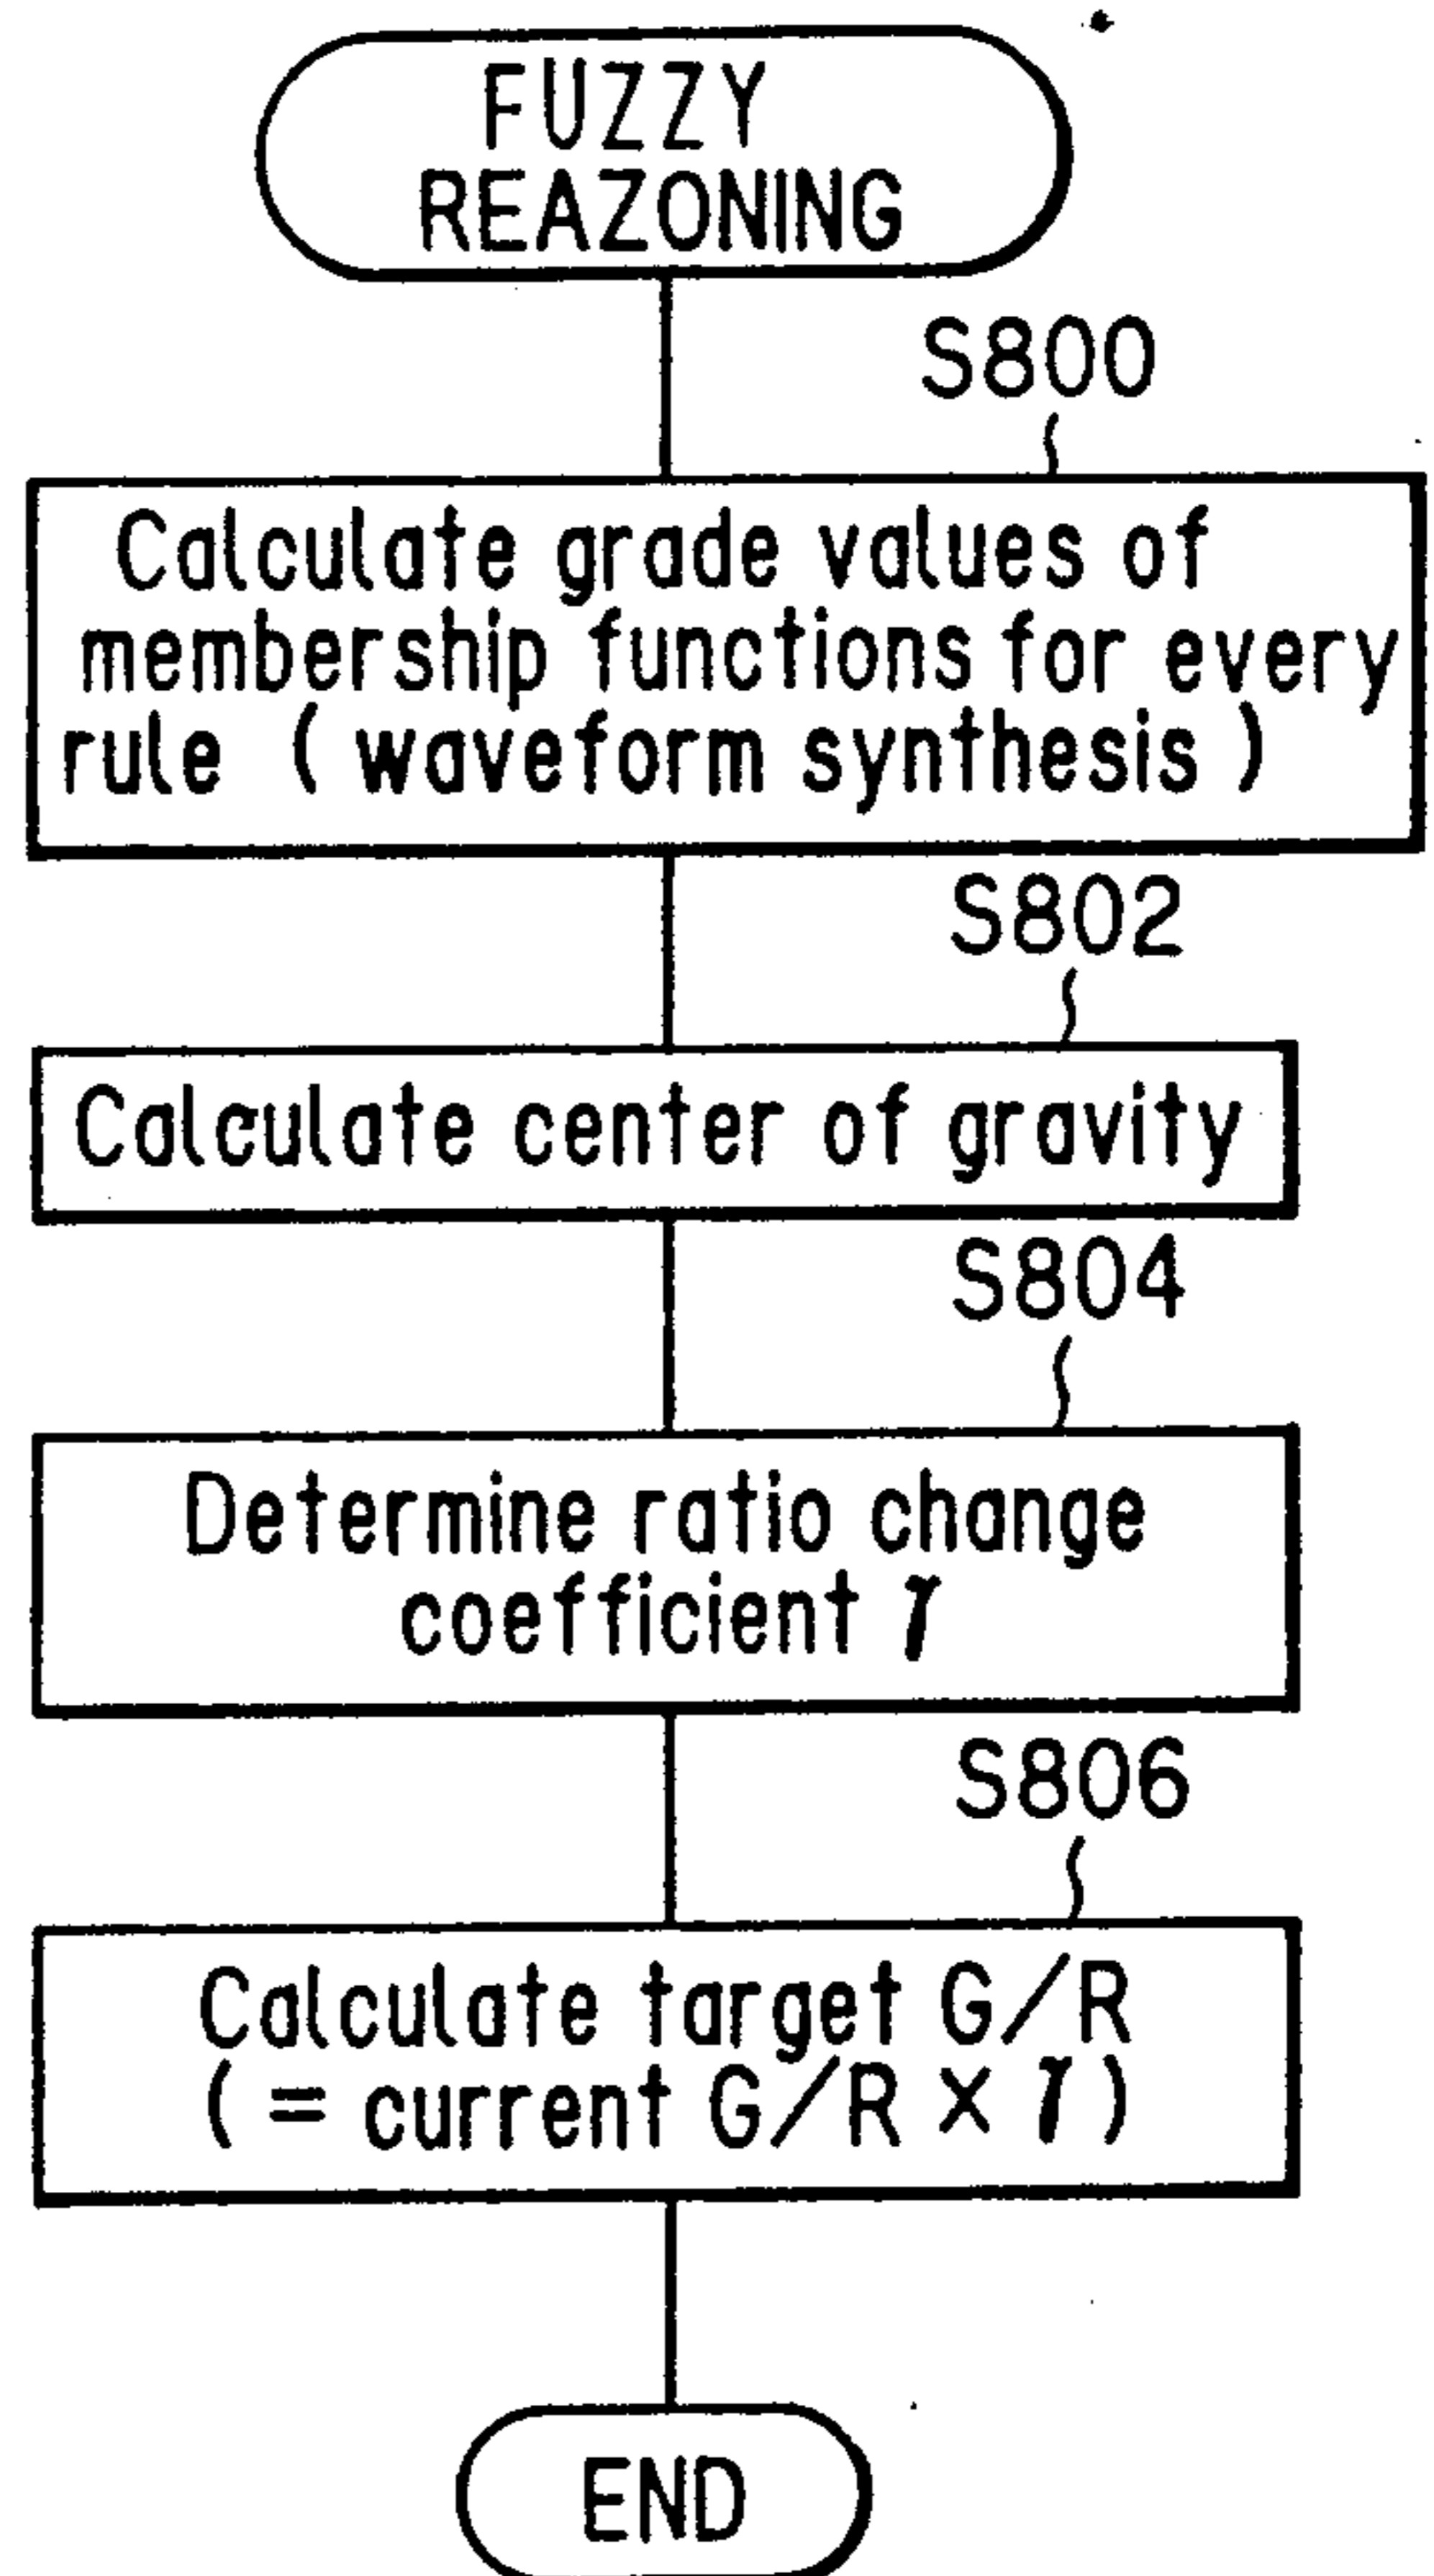 FUZZY
REAZONING
S800
Calculate grade values of
membership functions for every
rule ( waveform synthesis )
S802
Calculate center of gravity
S804
Determine ratio change
coefficient γ
S806
Calculate target G/R
( = current G/R × γ )
END